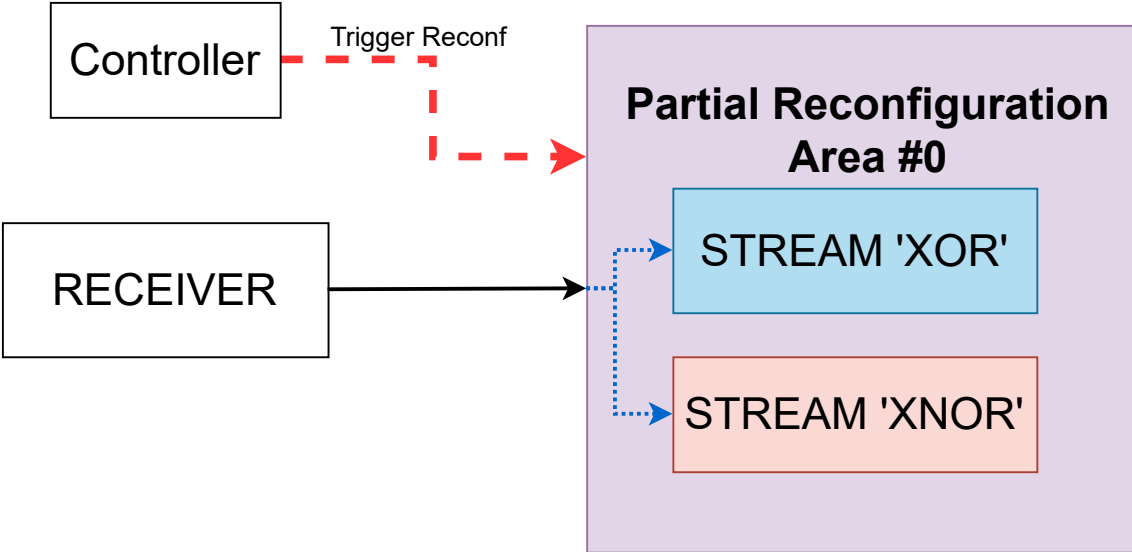 Controller
Trigger Reconf
Partial Reconfiguration
Area #0
STREAM 'XOR'
RECEIVER
STREAM 'XNOR'